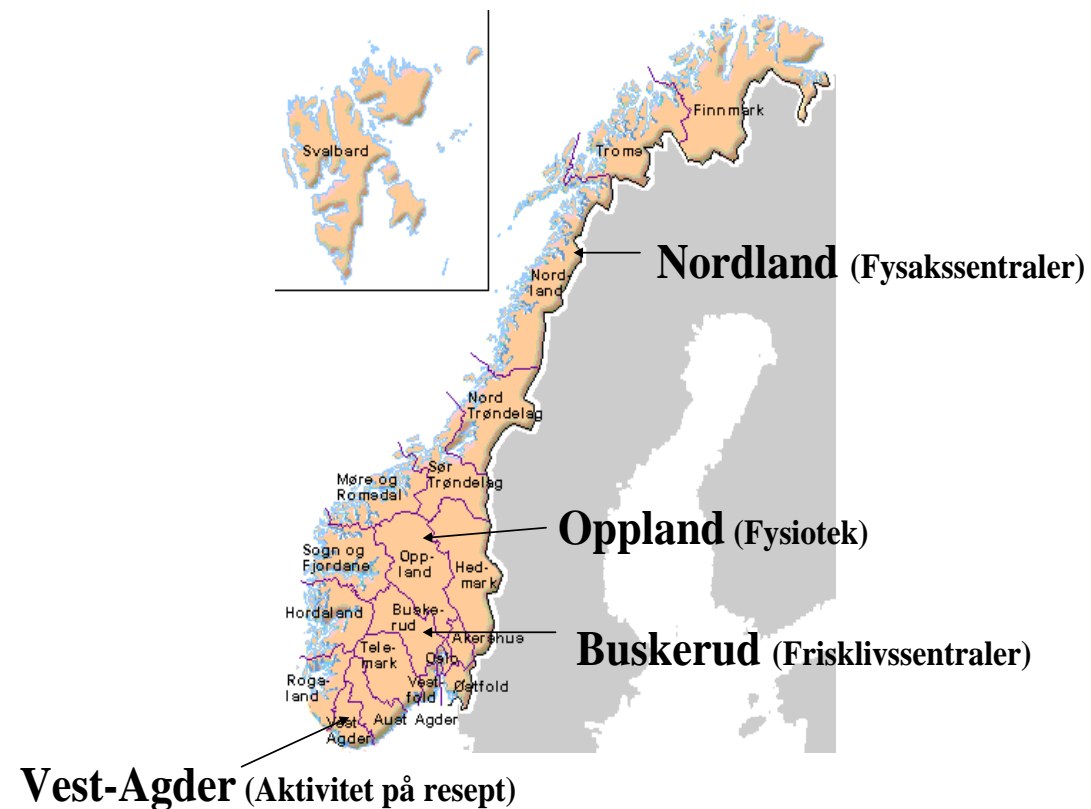 Svalbard
Finnmark
Troms
Nordland (Fysakssentraler)
Nord-
land
Nord
Trøndelag
Sør
Trøndelag
Møre og
Romsdal
Oppland (Fysiotek)
Sogn og
Fjordane
Opp-
land
Hed-
mark
Hordaland
Buske-
rud
Akershus
Buskerud (Frisklivssentraler)
Tele-
mark
Oslo
Roga-
land
Vest-
fold
Østfold
Vest
Agder
Aust Agder
Vest-Agder (Aktivitet på resept)